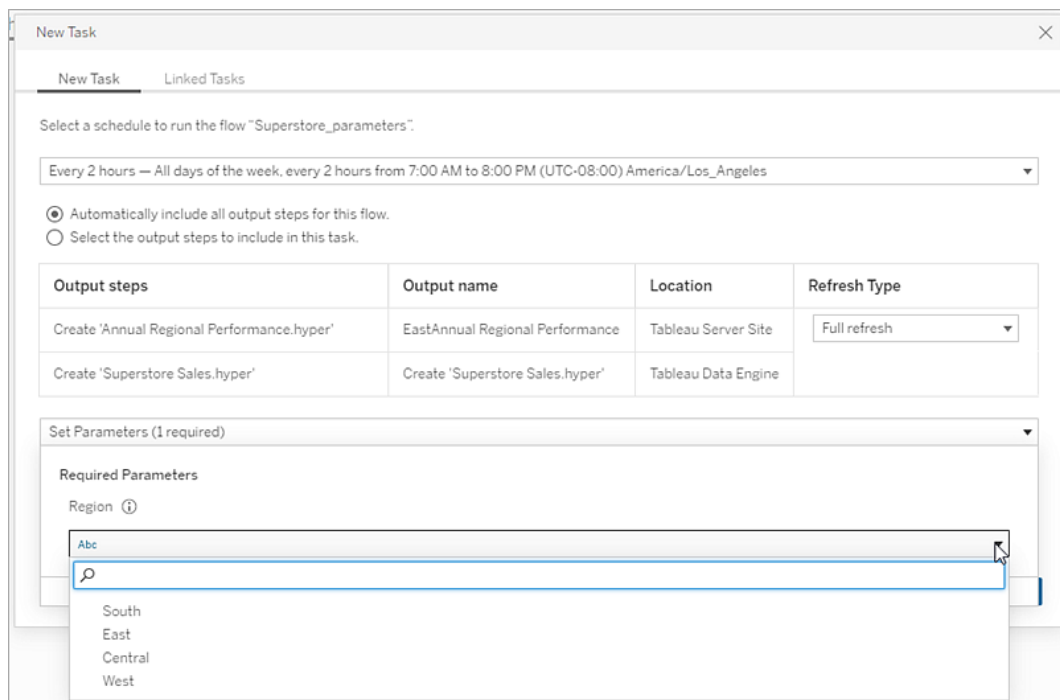 New Task
New Task Linked Tasks
Select a schedule to run the flow "Superstore_parameters".
Every 2 hours — All days of the week, every 2 hours from 7:00 AM to 8:00 PM (UTC-08:00) America/Los_Angeles
Automatically include all output steps for this flow.
Select the output steps to include in this task.
Output steps Output name Location Refresh Type
Create 'Annual Regional Performance.hyper' EastAnnual Regional Performance Tableau Server Site Full refresh
Create 'Superstore Sales.hyper' Create 'Superstore Sales.hyper' Tableau Data Engine
Set Parameters (1 required)
Required Parameters
Region
Abc
South
East
Central
West